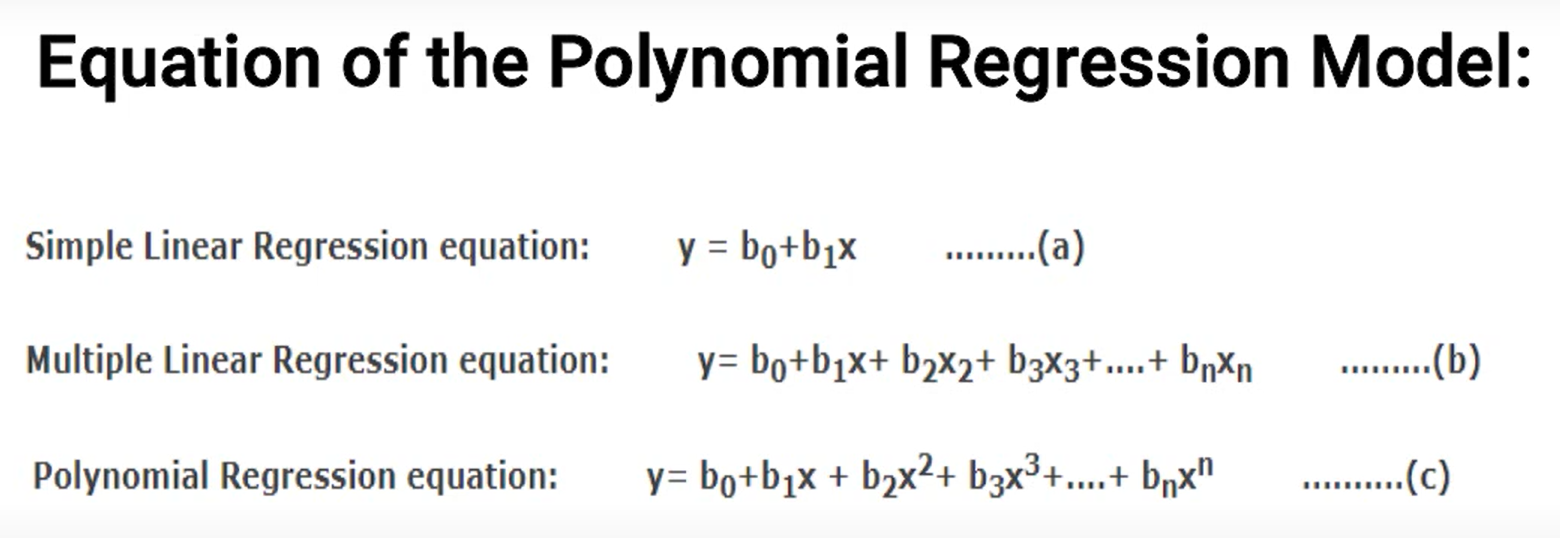 Equation of the Polynomial Regression Model:
Simple Linear Regression equation: y = b₀+b₁x .........(a)
Multiple Linear Regression equation: y= b₀+b₁x+ b₂x₂+ b₃x₃+....+ bₙxₙ .........(b)
Polynomial Regression equation: y= b₀+b₁x + b₂x²+ b₃x³+....+ bₙxⁿ ..........(c)